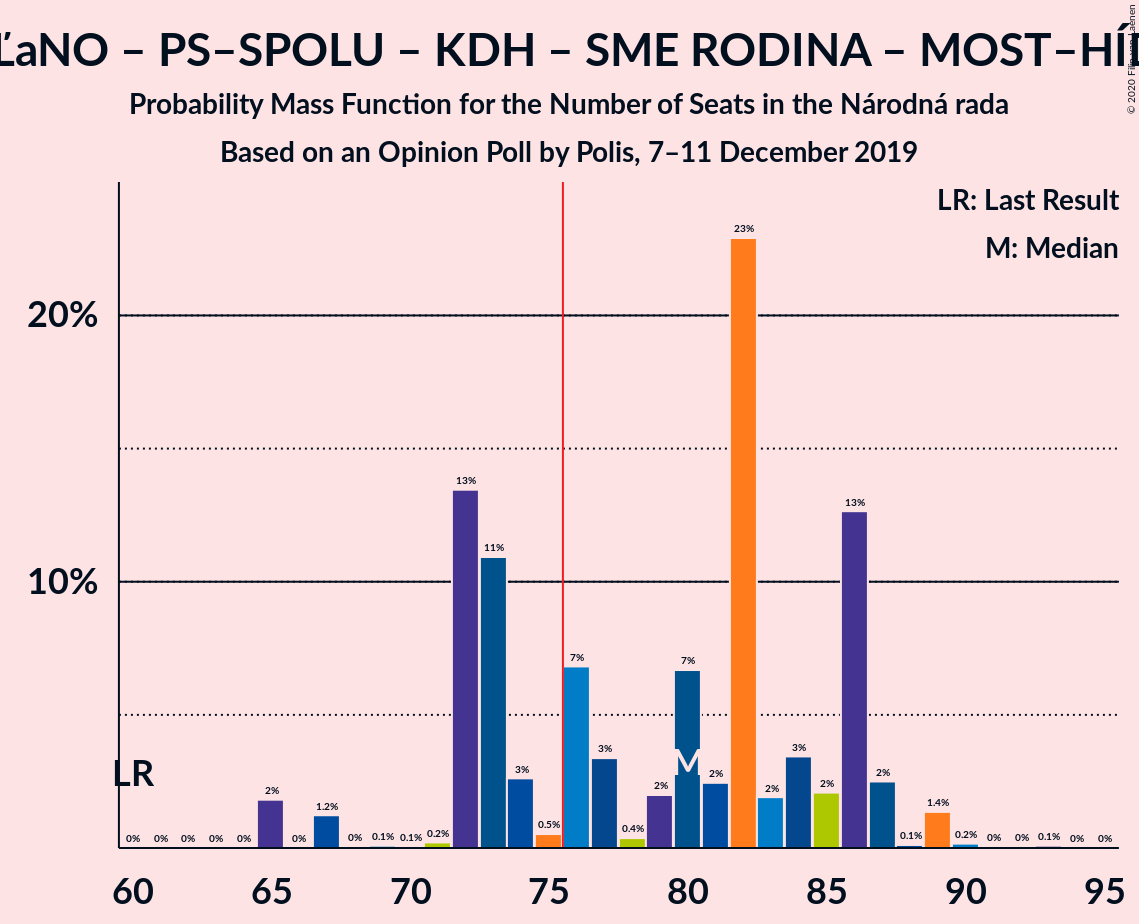 ĽaNO – PS–SPOLU – KDH – SME RODINA – MOST–HÍD
Probability Mass Function for the Number of Seats in the Národná rada
Based on an Opinion Poll by Polis, 7–11 December 2019
© 2020 Filip van Laenen
LR: Last Result
M: Median
23%
20%
13%
13%
11%
10%
7%
7%
3%
3%
3%
2%
2%
2%
2%
2%
2%
M
LR
0% 0% 0% 0% 0% 2% 0% 1.2% 0% 0.1% 0.1% 0.2% 0.5% 0.4% 0.1% 1.4% 0.2% 0% 0% 0.1% 0% 0%
60 65 70 75 80 85 90 95